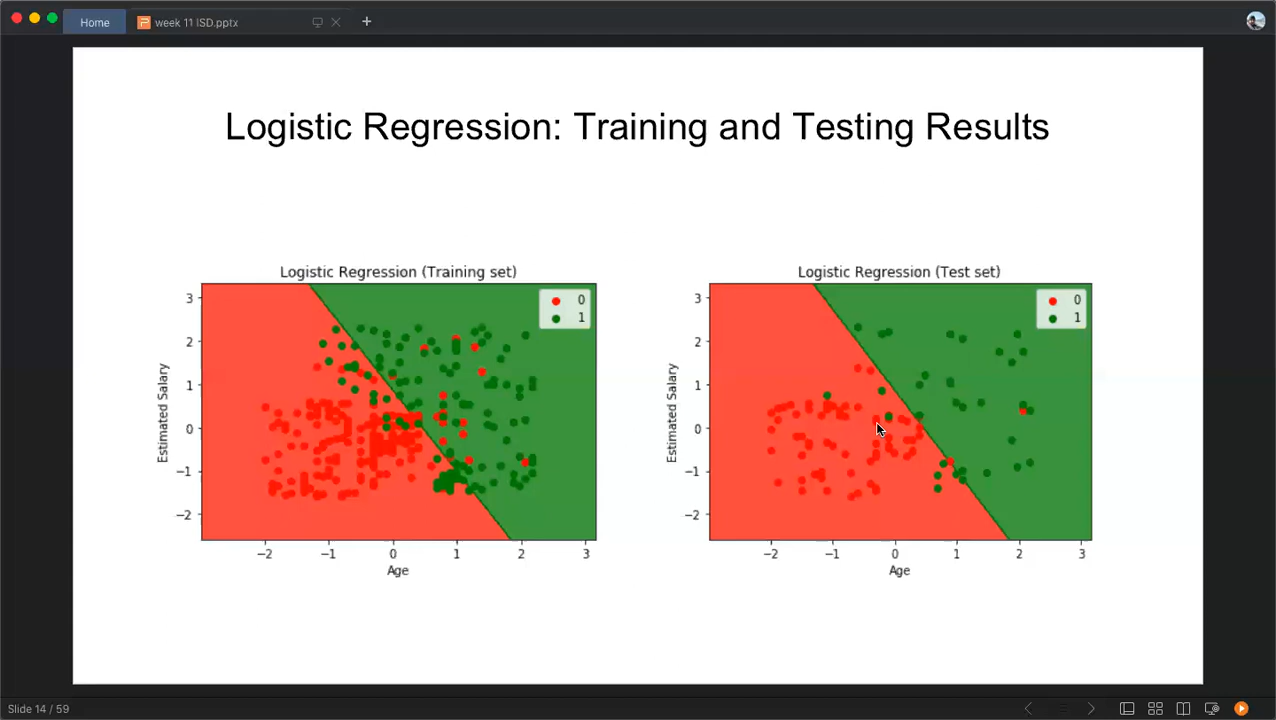 Home
week 11 ISD.pptx
Logistic Regression: Training and Testing Results
Logistic Regression (Training set)
0
1
3
2
1
0
−1
−2
Estimated Salary
−2 −1 0 1 2 3
Age
Logistic Regression (Test set)
0
1
3
2
1
0
−1
−2
Estimated Salary
−2 −1 0 1 2 3
Age
Slide 14 / 59